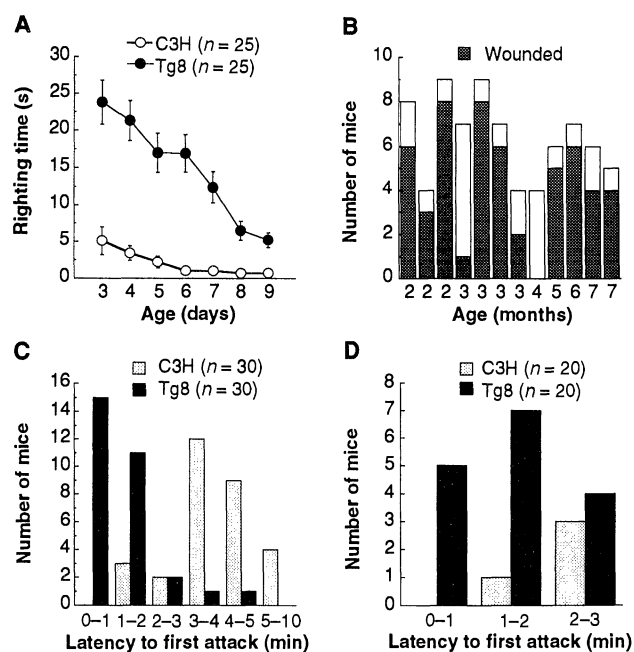 A
C3H (n = 25)
Tg8 (n = 25)
Righting time (s)
30
25
20
15
10
5
0
3 4 5 6 7 8 9
Age (days)
B
Wounded
Number of mice
10
8
6
4
2
0
2 2 2 3 3 3 3 4 5 6 7 7
Age (months)
C
C3H (n = 30)
Tg8 (n = 30)
Number of mice
16
14
12
10
8
6
4
2
0
0–1 1–2 2–3 3–4 4–5 5–10
Latency to first attack (min)
D
C3H (n = 20)
Tg8 (n = 20)
Number of mice
8
7
6
5
4
3
2
1
0
0–1 1–2 2–3
Latency to first attack (min)